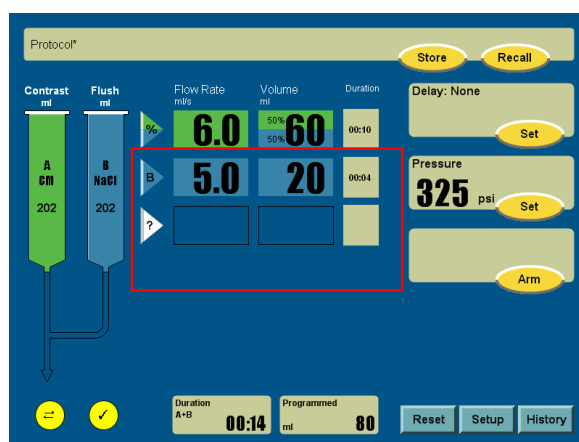 Protocol*
Store
Recall
Contrast
ml
Flush
ml
Flow Rate
ml/s
Volume
ml
Duration
Delay: None
Set
%
6.0
50%
50%
60
00:10
A
CM
202
B
NaCl
202
B
5.0
20
00:04
Pressure
325 psi
Set
?
Arm
Duration
A+B
00:14
Programmed
ml
80
Reset
Setup
History